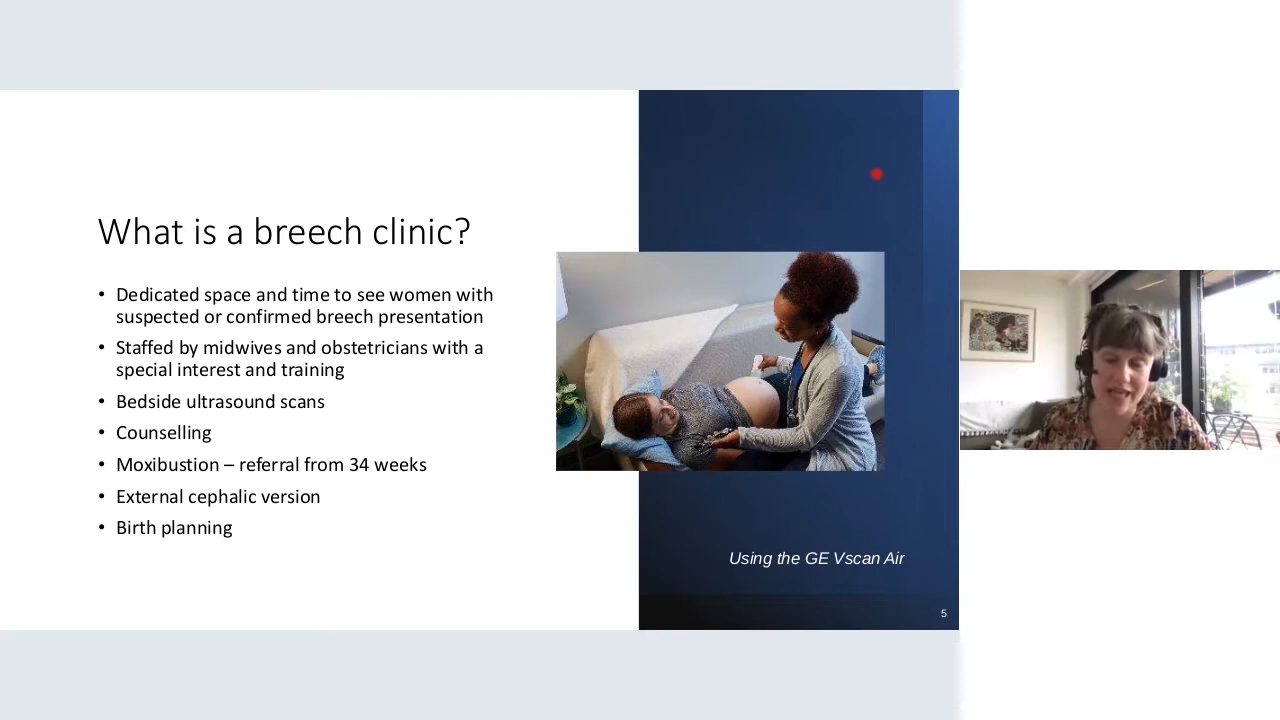 What is a breech clinic?
• Dedicated space and time to see women with
suspected or confirmed breech presentation
• Staffed by midwives and obstetricians with a
special interest and training
• Bedside ultrasound scans
• Counselling
• Moxibustion – referral from 34 weeks
• External cephalic version
• Birth planning
Using the GE Vscan Air
5